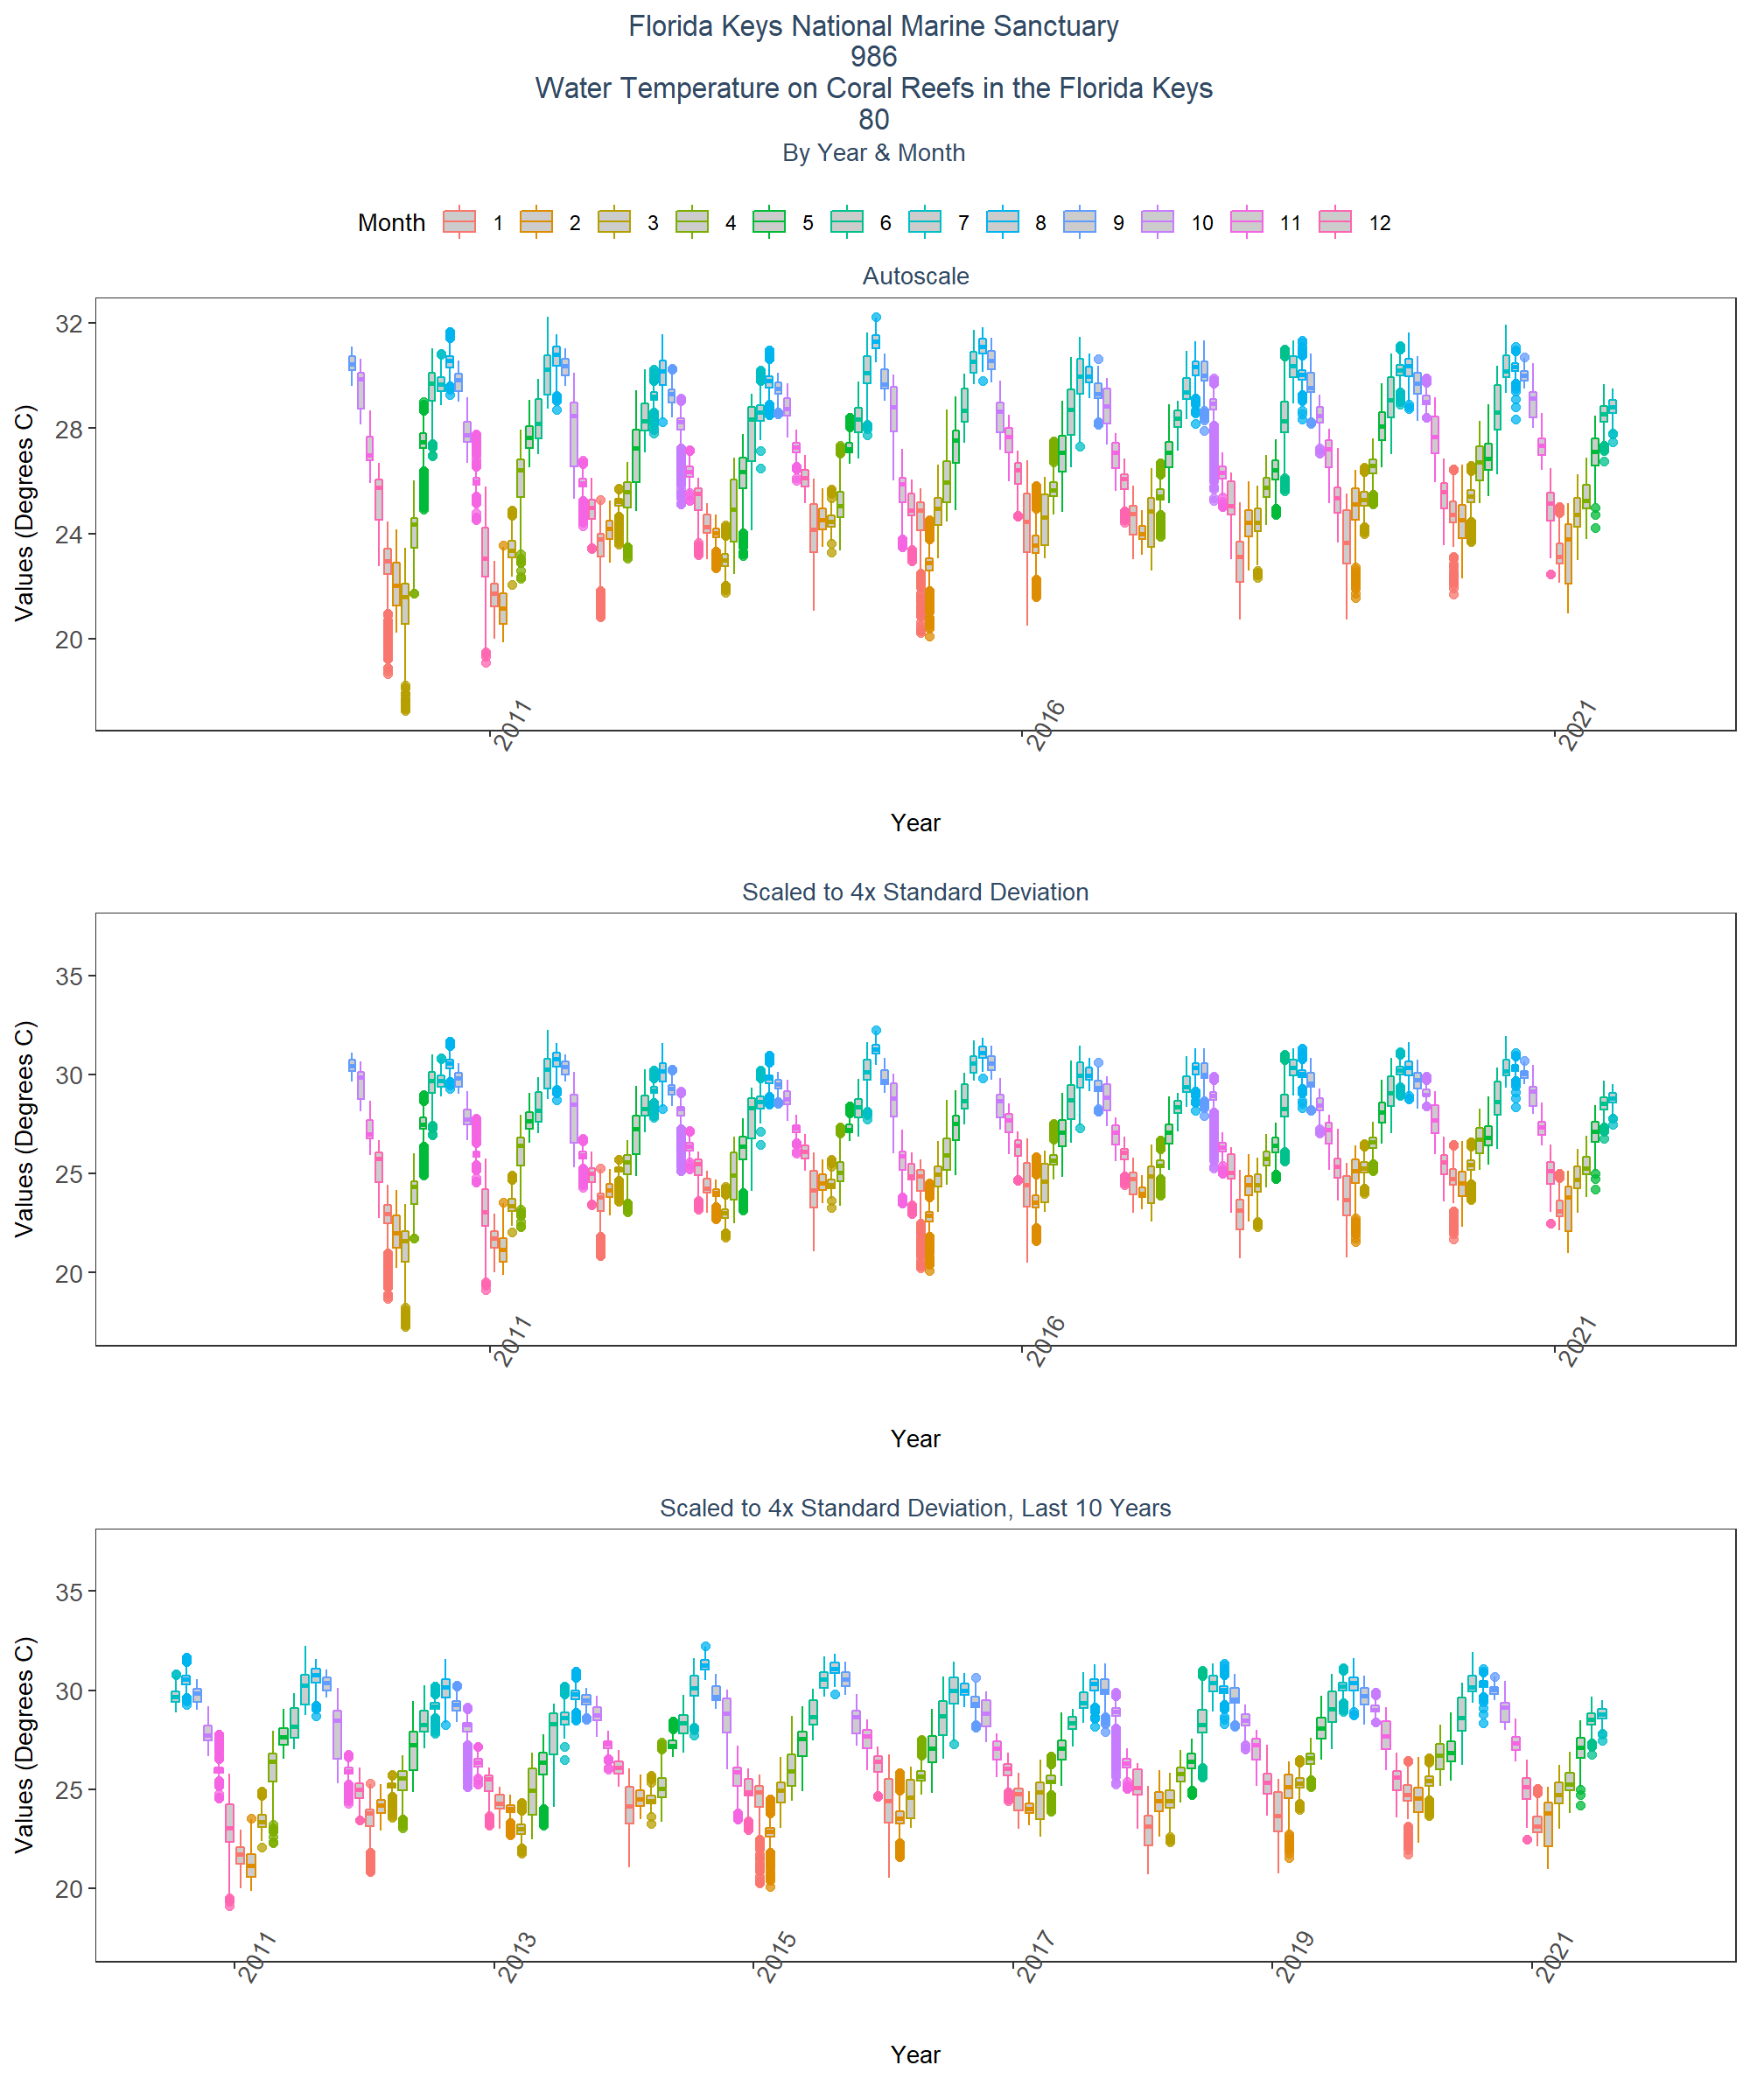 Florida Keys National Marine Sanctuary
986
Water Temperature on Coral Reefs in the Florida Keys
80
By Year & Month
Month 1 2 3 4 5 6 7 8 9 10 11 12
Autoscale
32
28
24
20
Values (Degrees C)
2011 2016 2021
Year
Scaled to 4x Standard Deviation
35
30
25
20
Values (Degrees C)
2011 2016 2021
Year
Scaled to 4x Standard Deviation, Last 10 Years
35
30
25
20
Values (Degrees C)
2011 2013 2015 2017 2019 2021
Year